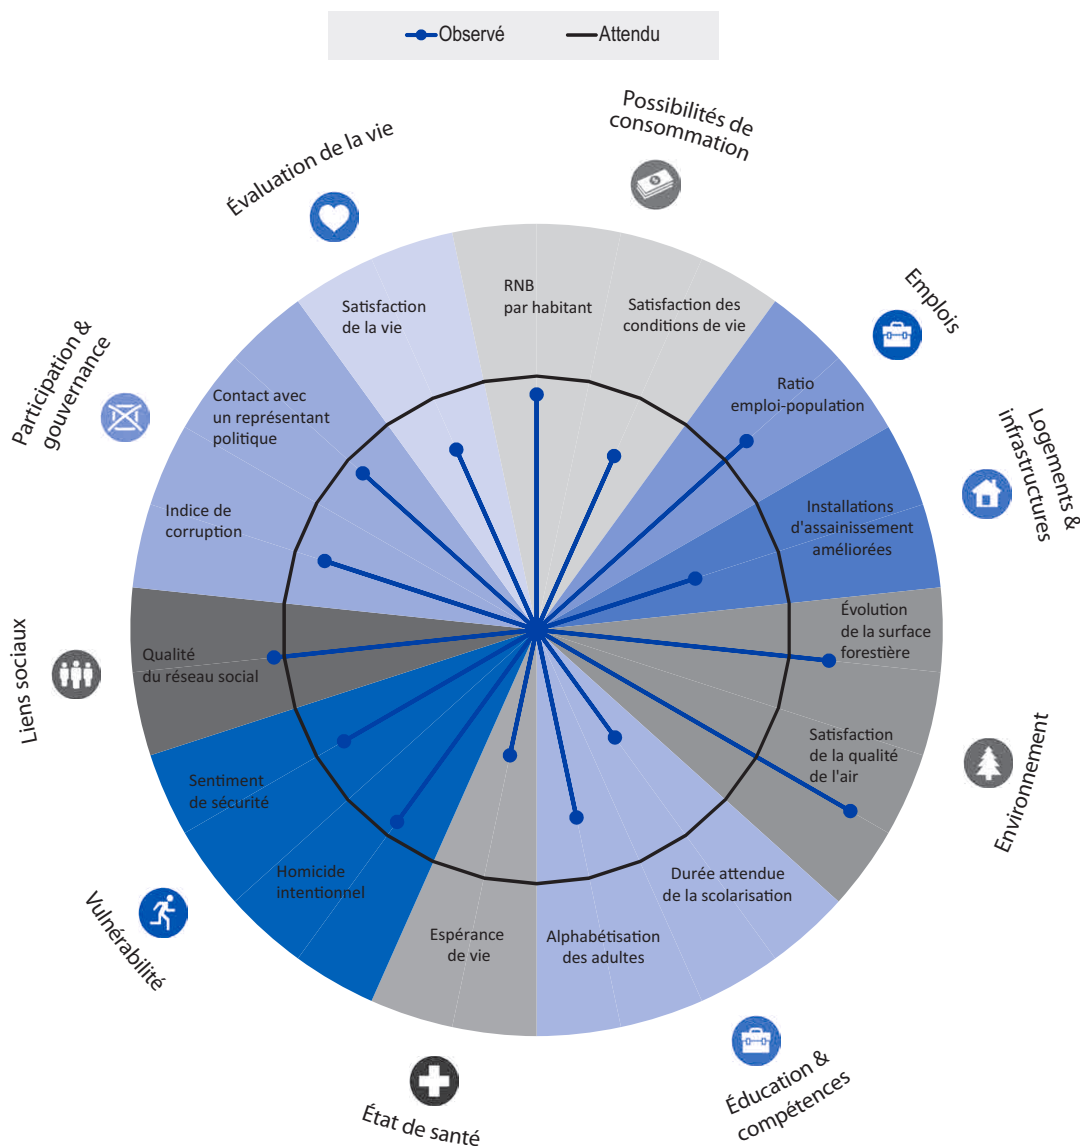 Observé
Attendu
Possibilités de
consommation
Évaluation de la vie
Emplois
Logements &
infrastructures
Participation &
gouvernance
Liens sociaux
Environnement
Vulnérabilité
État de santé
Éducation &
compétences
RNB
par habitant
Satisfaction des
conditions de vie
Satisfaction
de la vie
Ratio
emploi-population
Contact avec
un représentant
politique
Installations
d'assainissement
améliorées
Indice de
corruption
Évolution
de la surface
forestière
Qualité
du réseau social
Satisfaction
de la qualité
de l'air
Sentiment
de sécurité
Homicide
intentionnel
Durée attendue
de la scolarisation
Espérance
de vie
Alphabétisation
des adultes